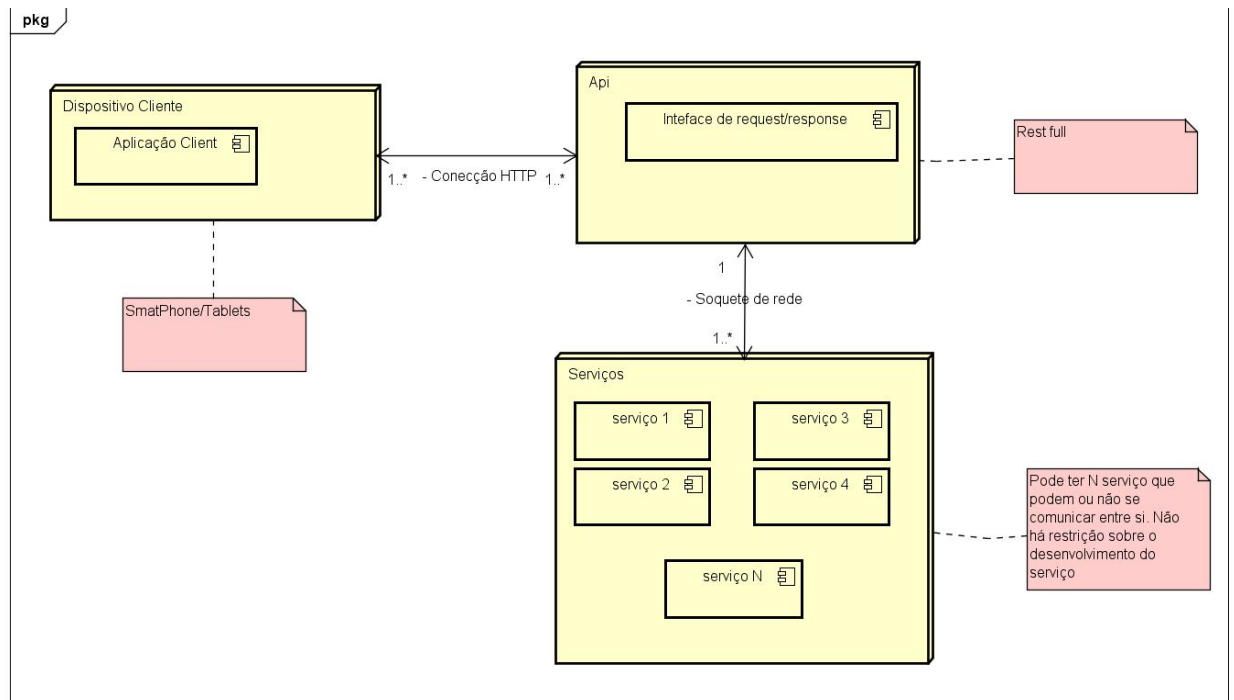 pkg
Dispositivo Cliente
Aplicação Client
1..*
- Conecção HTTP
1..*
Api
Inteface de request/response
Rest full
SmatPhone/Tablets
1
- Soquete de rede
1..*
Serviços
serviço 1
serviço 3
serviço 2
serviço 4
serviço N
Pode ter N serviço que
podem ou não se
comunicar entre si. Não
há restrição sobre o
desenvolvimento do
serviço